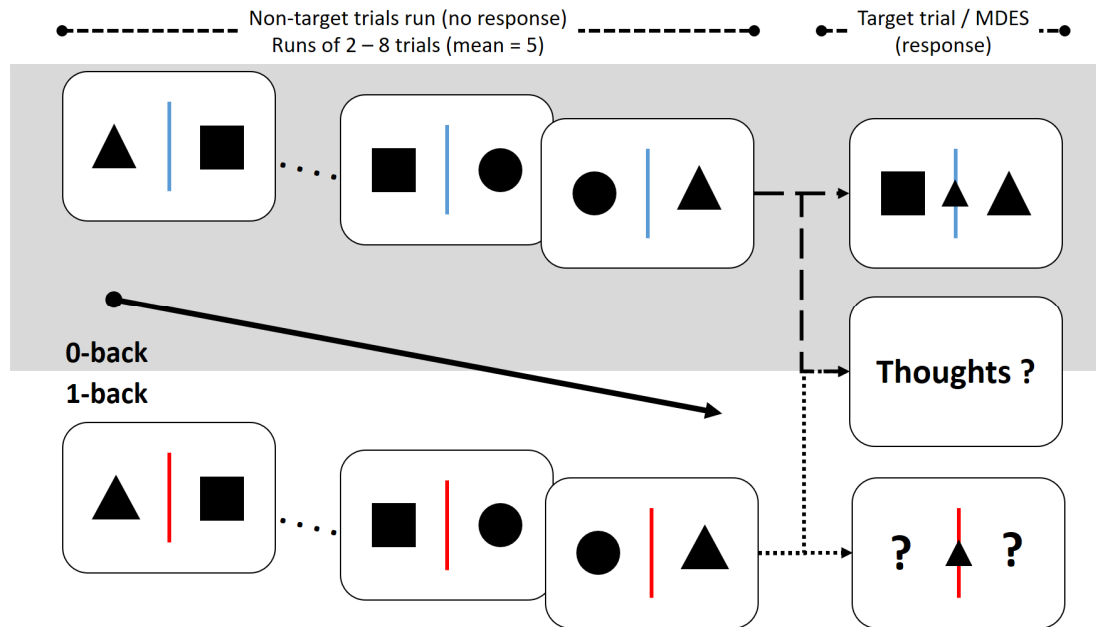 Non-target trials run (no response)
Runs of 2 – 8 trials (mean = 5)
Target trial / MDES
(response)
0-back
1-back
Thoughts ?
? ?